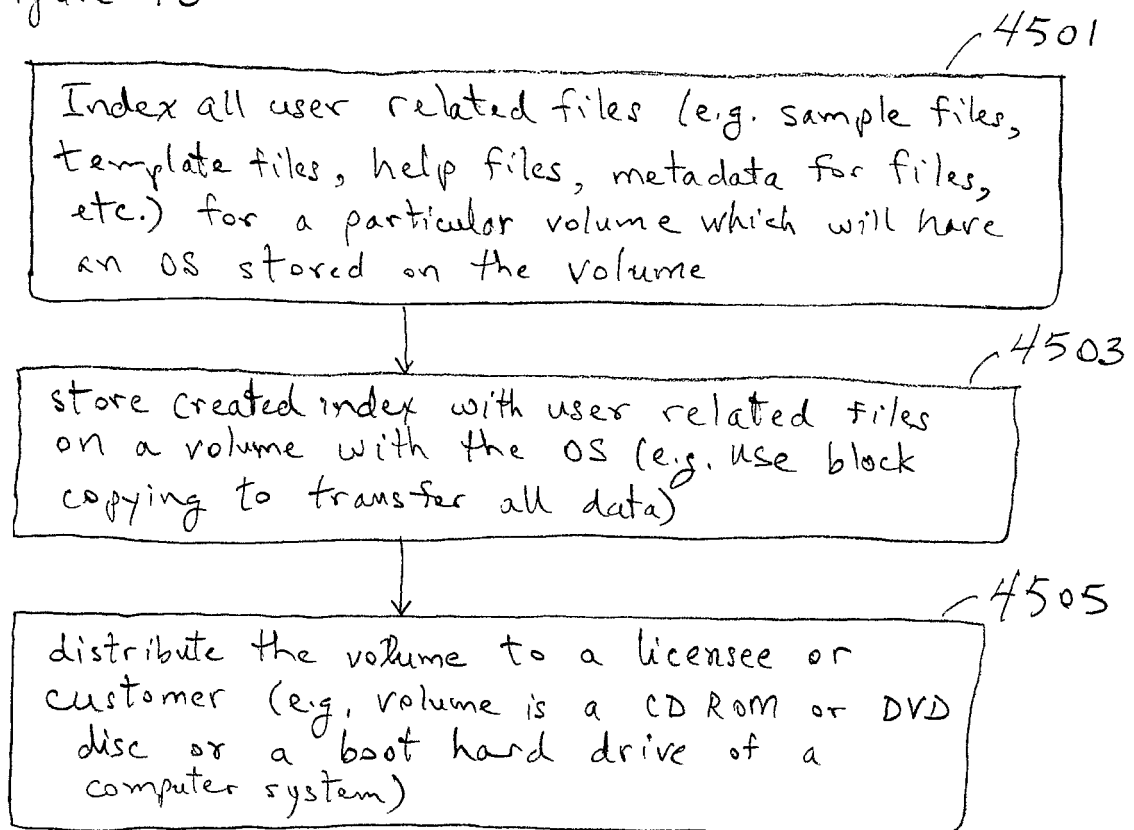 4501
Index all user related files (e.g. sample files,
template files, help files, metadata for files,
etc.) for a particular volume which will have
an OS stored on the volume
4503
store created index with user related files
on a volume with the OS (e.g. use block
copying to transfer all data)
4505
distribute the volume to a licensee or
customer (e.g. volume is a CD ROM or DVD
disc or a boot hard drive of a
computer system)